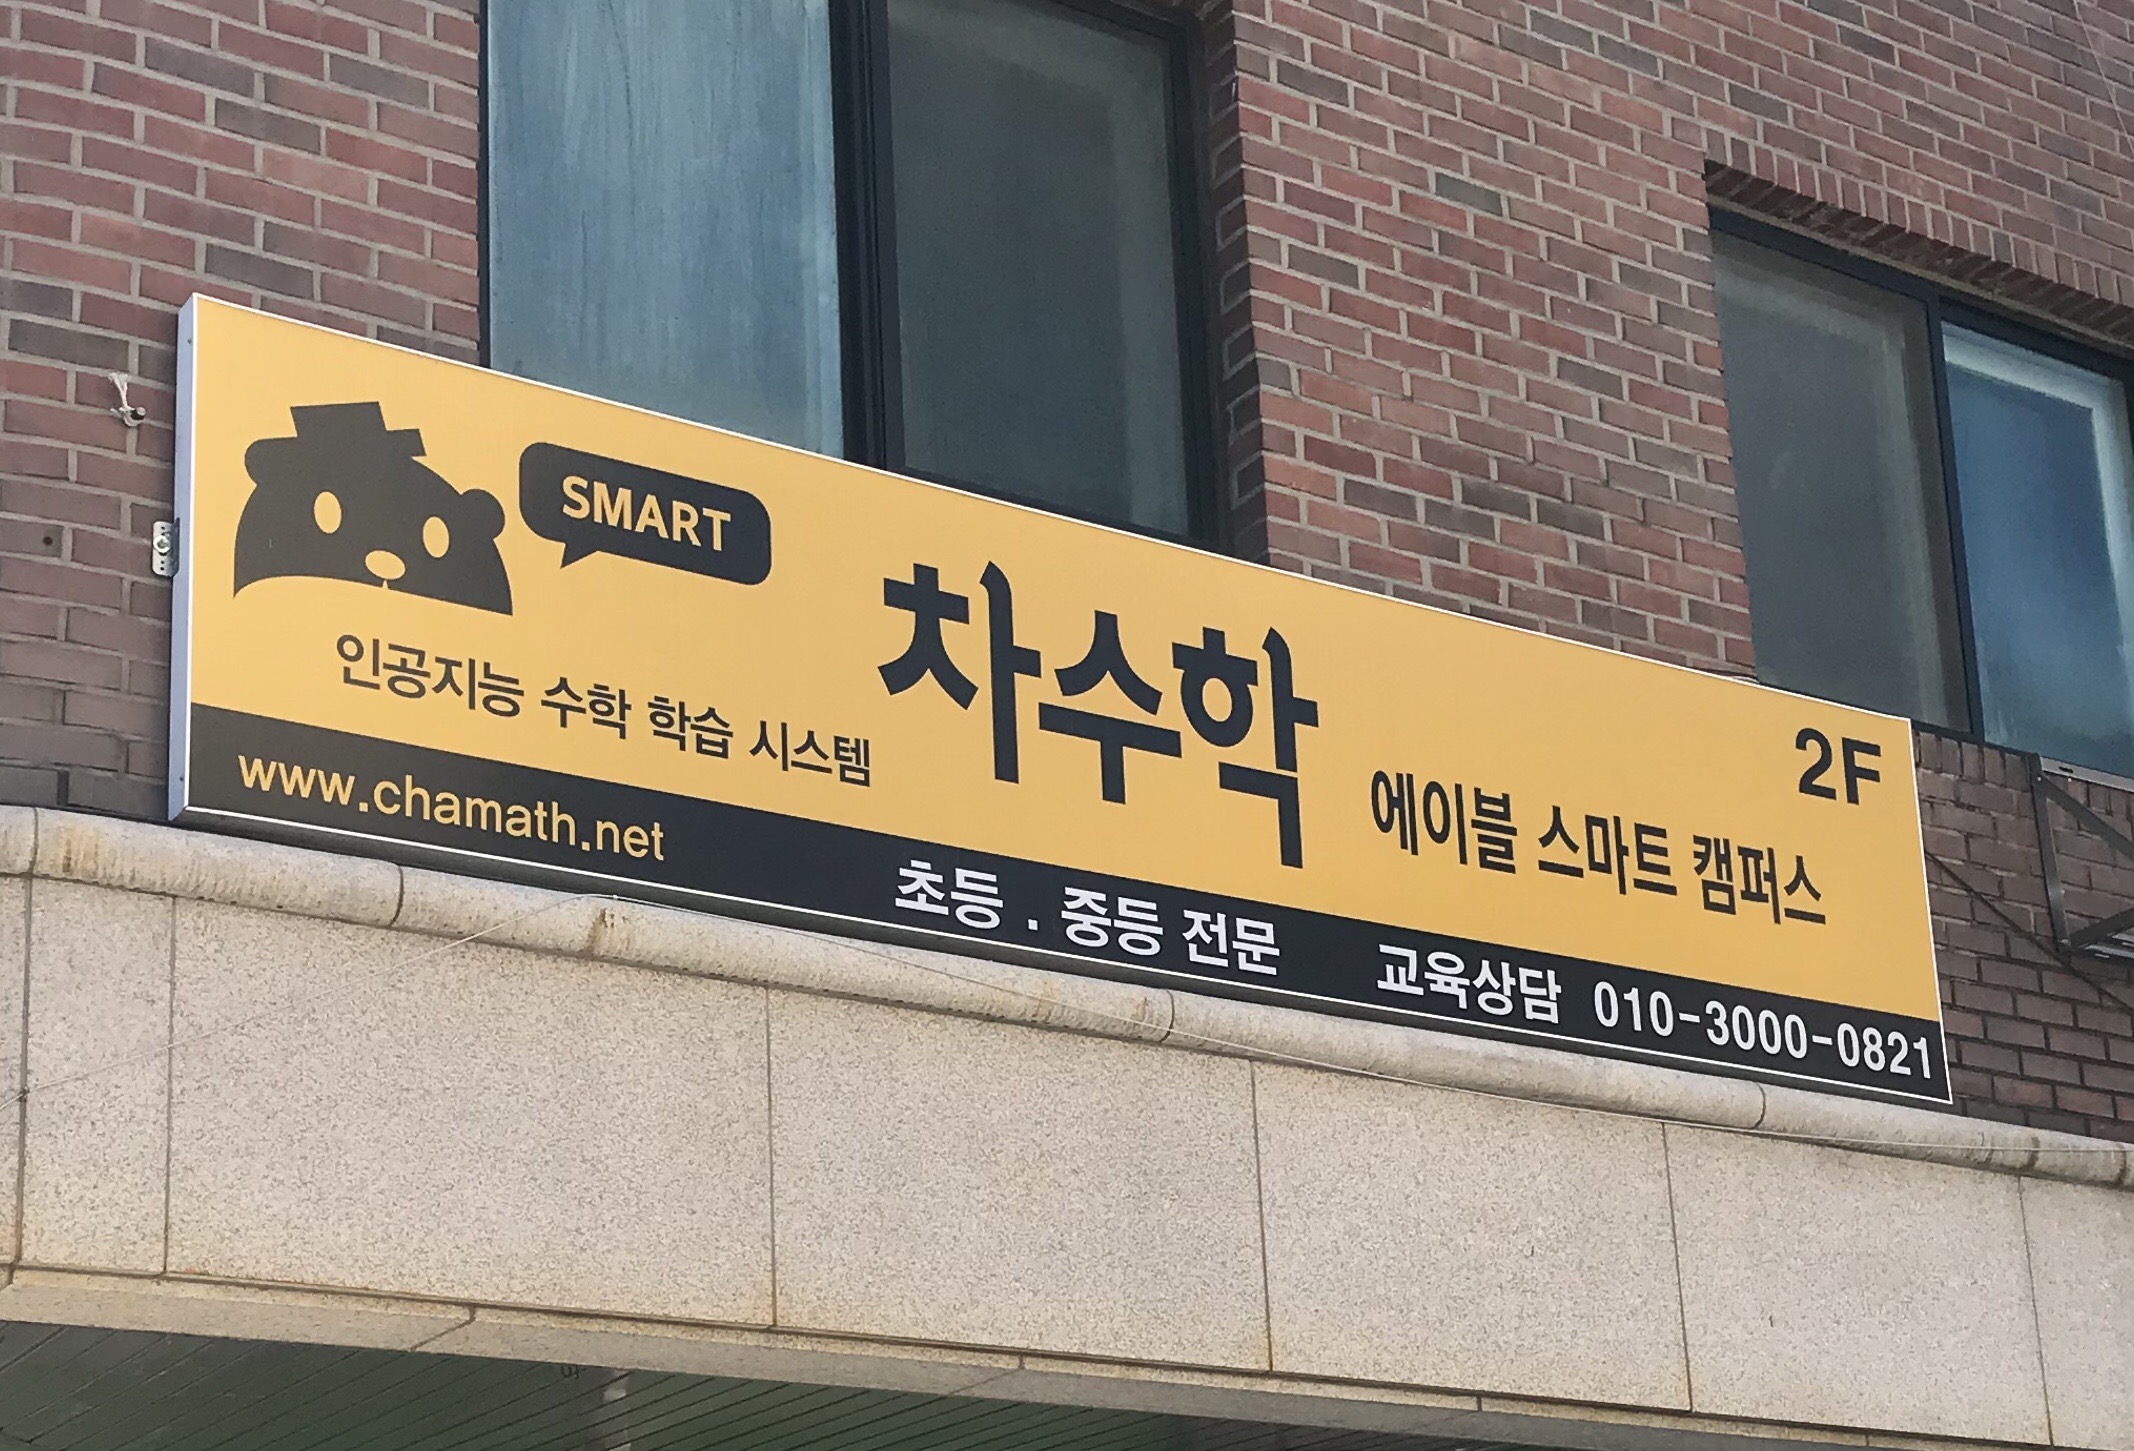 SMART
인공지능 수학 학습 시스템
차수학
에이블 스마트 캠퍼스
2F
www.chamath.net
초등 . 중등 전문
교육상담 010-3000-0821